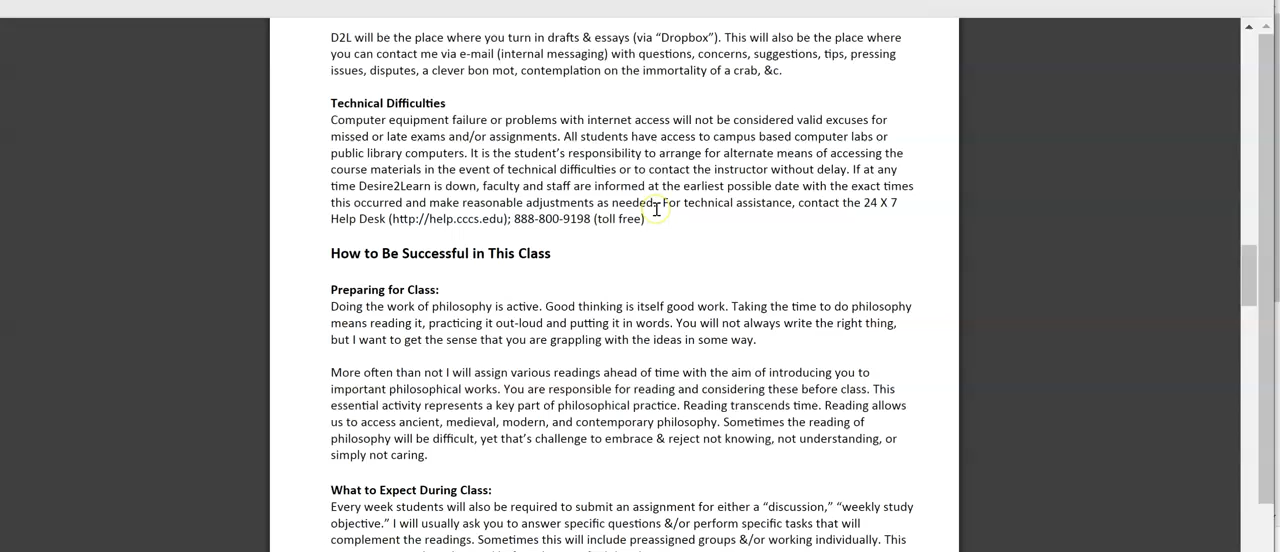 D2L will be the place where you turn in drafts & essays (via “Dropbox”). This will also be the place where
you can contact me via e-mail (internal messaging) with questions, concerns, suggestions, tips, pressing
issues, disputes, a clever bon mot, contemplation on the immortality of a crab, &c.
Technical Difficulties
Computer equipment failure or problems with internet access will not be considered valid excuses for
missed or late exams and/or assignments. All students have access to campus based computer labs or
public library computers. It is the student’s responsibility to arrange for alternate means of accessing the
course materials in the event of technical difficulties or to contact the instructor without delay. If at any
time Desire2Learn is down, faculty and staff are informed at the earliest possible date with the exact times
this occurred and make reasonable adjustments as needed. For technical assistance, contact the 24 X 7
Help Desk (http://help.cccs.edu); 888-800-9198 (toll free)
How to Be Successful in This Class
Preparing for Class:
Doing the work of philosophy is active. Good thinking is itself good work. Taking the time to do philosophy
means reading it, practicing it out-loud and putting it in words. You will not always write the right thing,
but I want to get the sense that you are grappling with the ideas in some way.
More often than not I will assign various readings ahead of time with the aim of introducing you to
important philosophical works. You are responsible for reading and considering these before class. This
essential activity represents a key part of philosophical practice. Reading transcends time. Reading allows
us to access ancient, medieval, modern, and contemporary philosophy. Sometimes the reading of
philosophy will be difficult, yet that’s challenge to embrace & reject not knowing, not understanding, or
simply not caring.
What to Expect During Class:
Every week students will also be required to submit an assignment for either a “discussion,” “weekly study
objective.” I will usually ask you to answer specific questions &/or perform specific tasks that will
complement the readings. Sometimes this will include preassigned groups &/or working individually. This